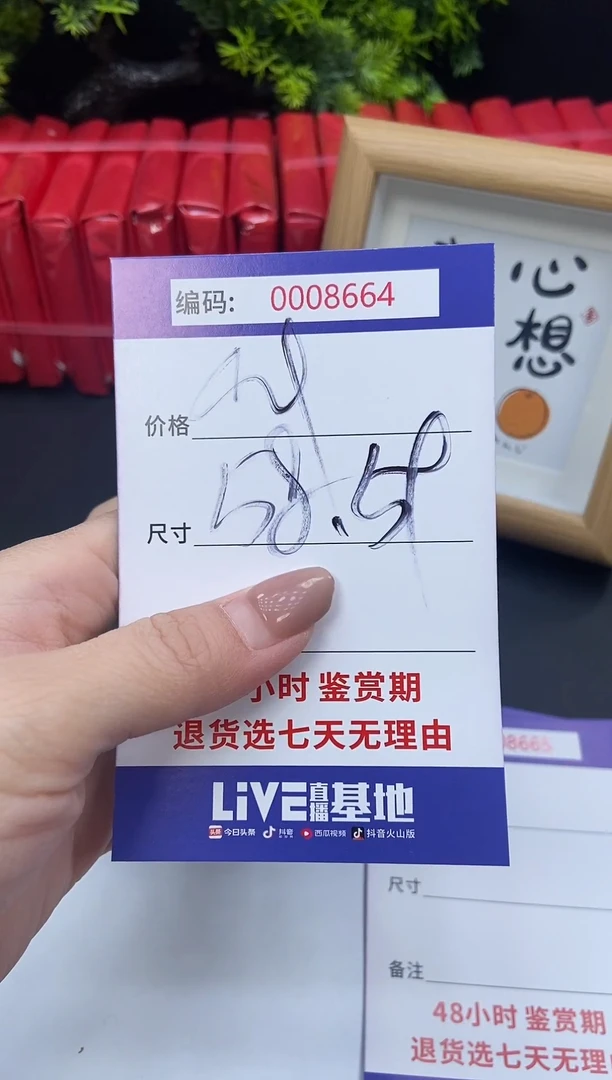 编码: 0008664
价格
尺寸 58.59
小时 鉴赏期
退货选七天无理由
LiVE直播基地
今日头条 抖音 西瓜视频 抖音火山版
心
想
08665
尺寸
备注
48小时 鉴赏期
退货选七天无理